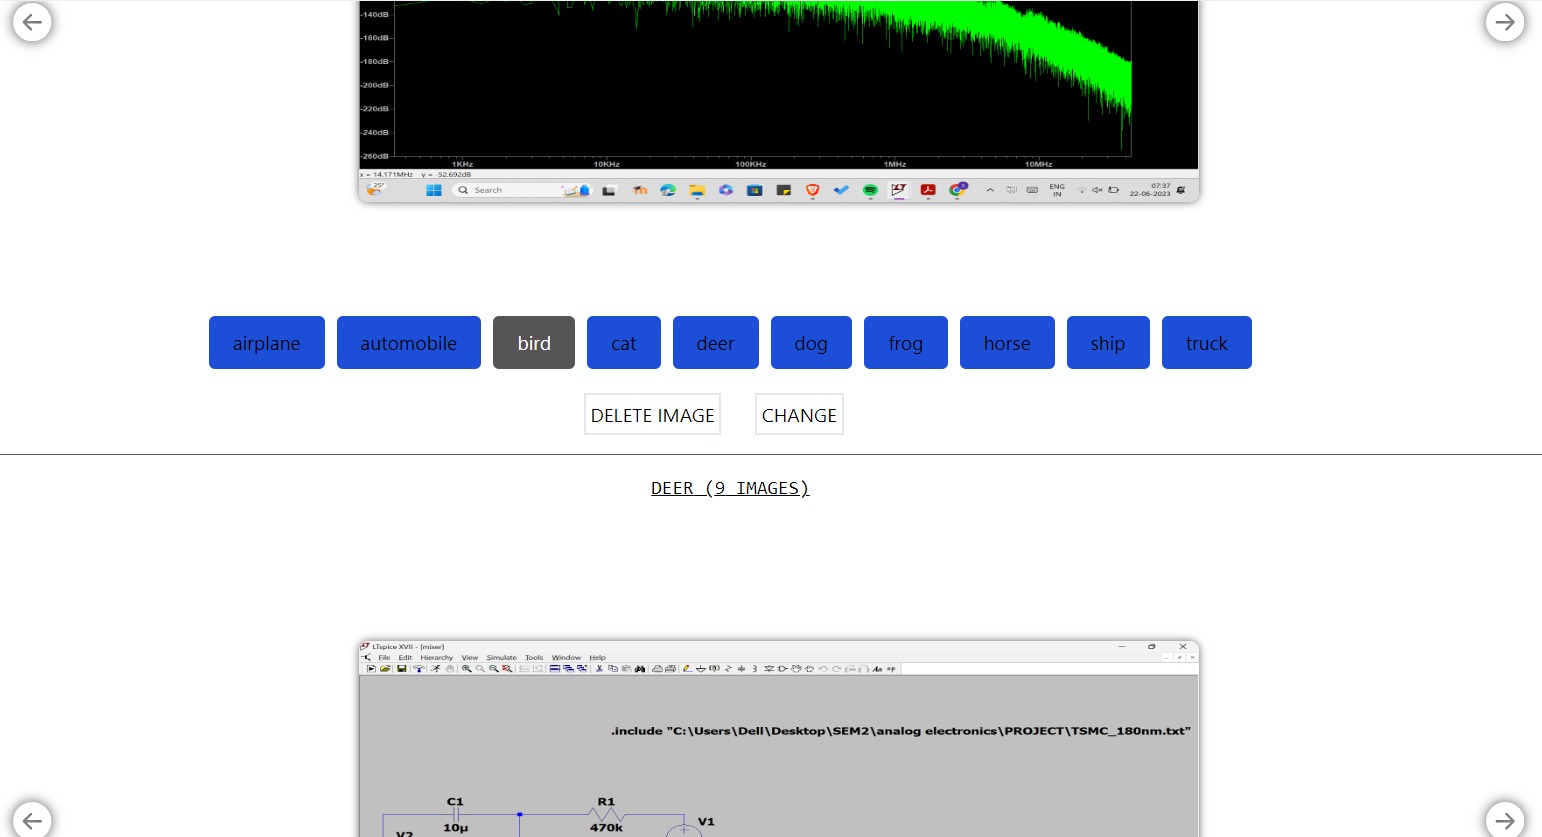 -140dB
-160dB
-180dB
-200dB
-220dB
-240dB
-260dB
1KHz 10KHz 100KHz 1MHz 10MHz
x = 14.171MHz y = -52.692dB
25°
Search
ENG
IN
07:37
22-06-2023
airplane automobile bird cat deer dog frog horse ship truck
DELETE IMAGE CHANGE
DEER (9 IMAGES)
LTspice XVII - [mixer]
File Edit Hierarchy View Simulate Tools Window Help
.include "C:\Users\Dell\Desktop\SEM2\analog electronics\PROJECT\TSMC_180nm.txt"
C1 R1
V1
10µ 470k
V2